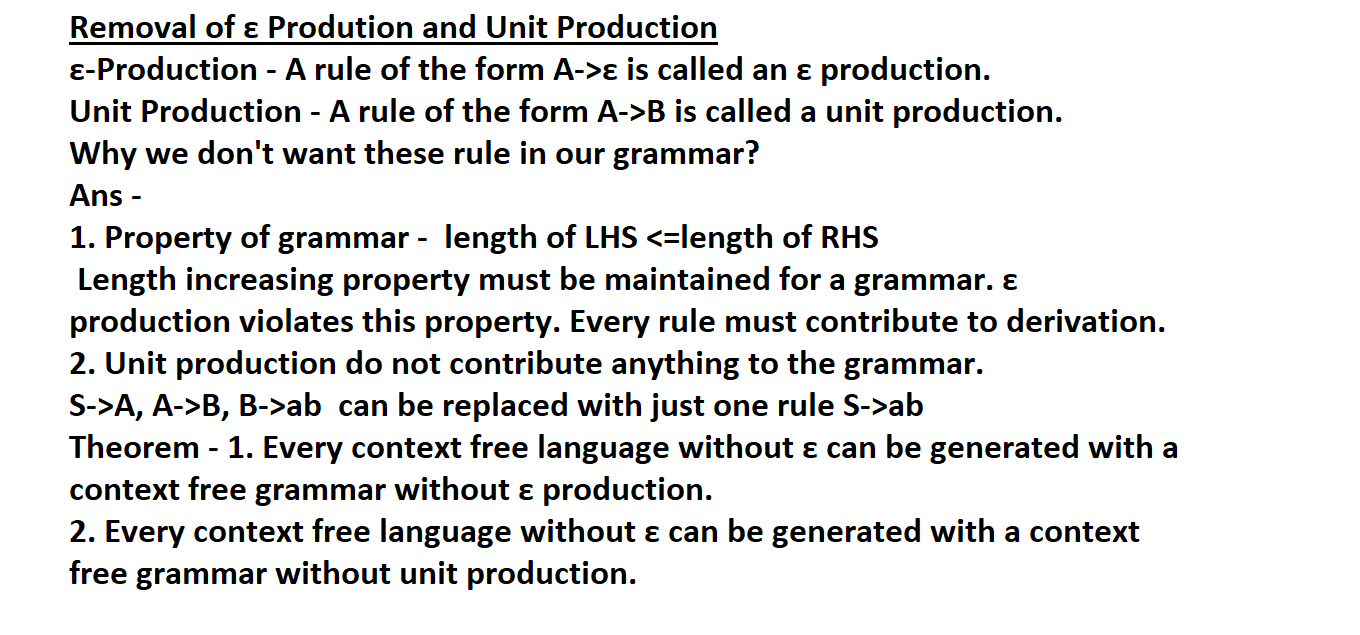 Removal of ε Prodution and Unit Production
ε-Production - A rule of the form A->ε is called an ε production.
Unit Production - A rule of the form A->B is called a unit production.
Why we don't want these rule in our grammar?
Ans -
1. Property of grammar -  length of LHS <=length of RHS
Length increasing property must be maintained for a grammar. ε
production violates this property. Every rule must contribute to derivation.
2. Unit production do not contribute anything to the grammar.
S->A, A->B, B->ab  can be replaced with just one rule S->ab
Theorem - 1. Every context free language without ε can be generated with a
context free grammar without ε production.
2. Every context free language without ε can be generated with a context
free grammar without unit production.